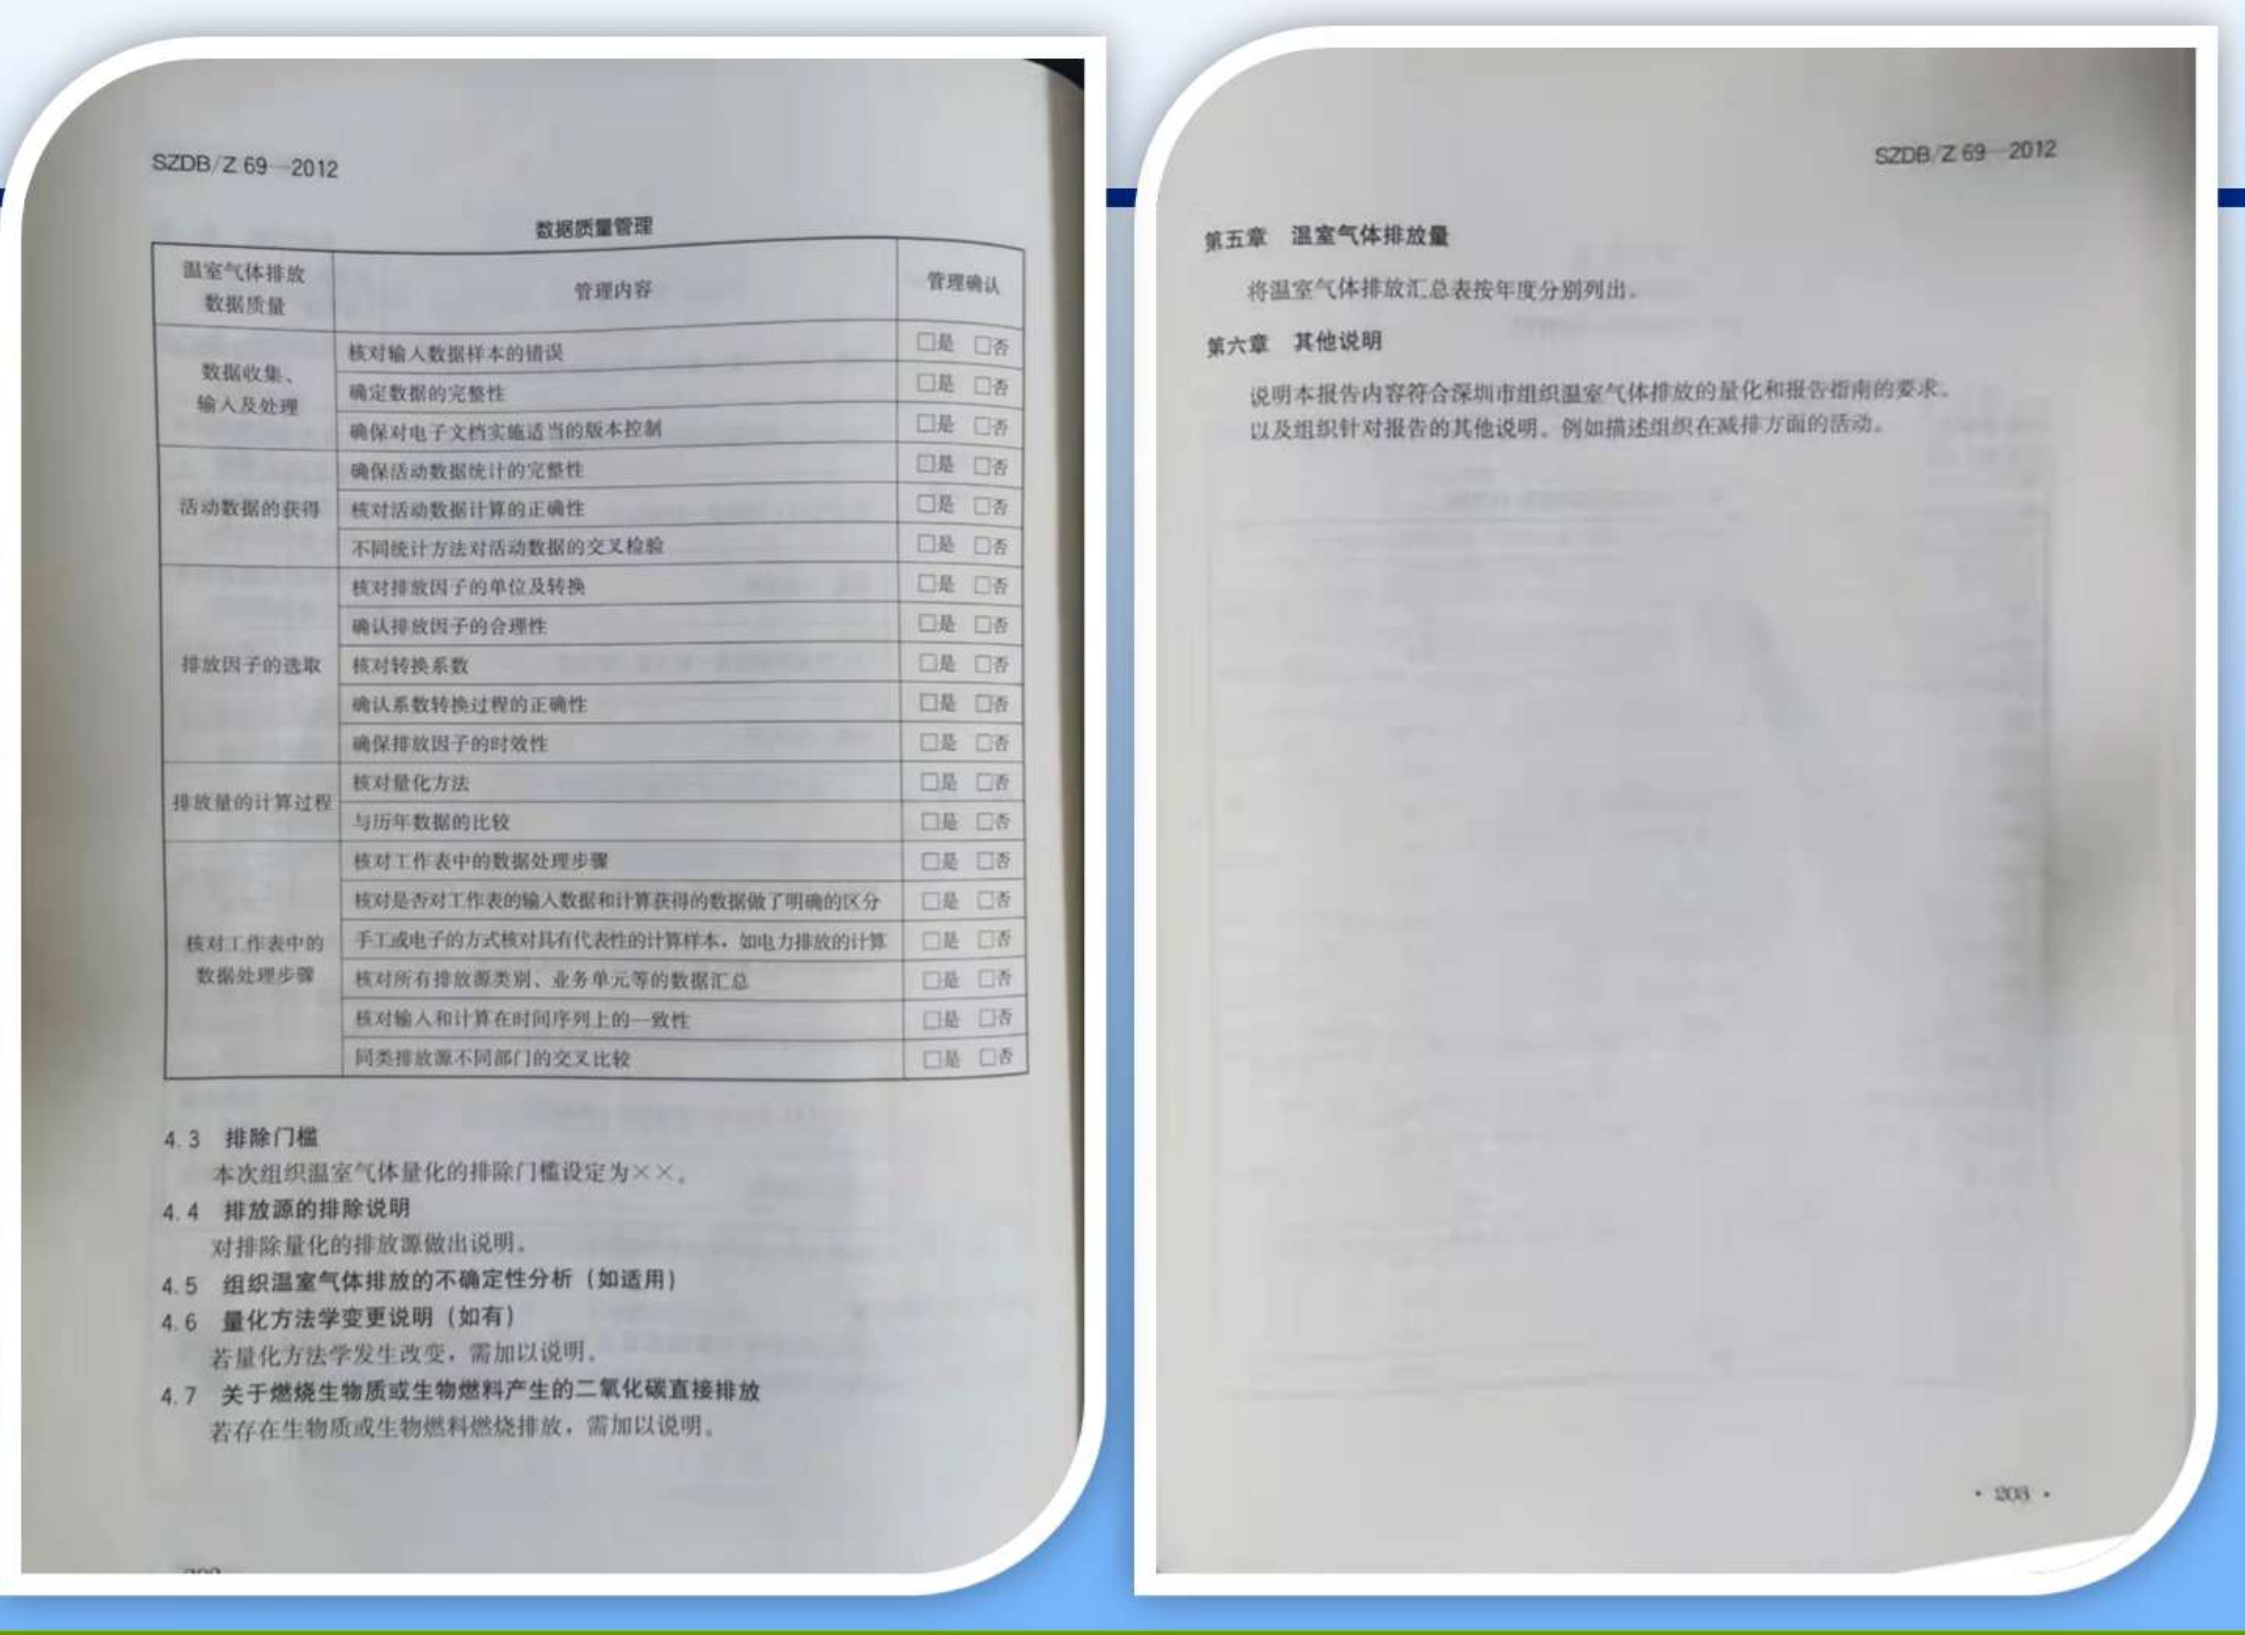 SZDB/Z 69—2012
数据质量管理
温室气体排放
数据质量
管理内容
管理确认
数据收集、
输入及处理
核对输入数据样本的错误
□是 □否
确定数据的完整性
□是 □否
确保对电子文档实施适当的版本控制
□是 □否
活动数据的获得
确保活动数据统计的完整性
□是 □否
核对活动数据计算的正确性
□是 □否
不同统计方法对活动数据的交叉检验
□是 □否
排放因子的选取
核对排放因子的单位及转换
□是 □否
确认排放因子的合理性
□是 □否
核对转换系数
□是 □否
确认系数转换过程的正确性
□是 □否
确保排放因子的时效性
□是 □否
排放量的计算过程
核对量化方法
□是 □否
与历年数据的比较
□是 □否
核对工作表中的
数据处理步骤
核对工作表中的数据处理步骤
□是 □否
核对是否对工作表的输入数据和计算获得的数据做了明确的区分
□是 □否
手工或电子的方式核对具有代表性的计算样本，如电力排放的计算
□是 □否
核对所有排放源类别、业务单元等的数据汇总
□是 □否
核对输入和计算在时间序列上的一致性
□是 □否
同类排放源不同部门的交叉比较
□是 □否
4.3 排除门槛
本次组织温室气体量化的排除门槛设定为××。
4.4 排放源的排除说明
对排除量化的排放源做出说明。
4.5 组织温室气体排放的不确定性分析（如适用）
4.6 量化方法学变更说明（如有）
若量化方法学发生改变，需加以说明。
4.7 关于燃烧生物质或生物燃料产生的二氧化碳直接排放
若存在生物质或生物燃料燃烧排放，需加以说明。
SZDB/Z 69—2012
第五章 温室气体排放量
将温室气体排放汇总表按年度分别列出。
第六章 其他说明
说明本报告内容符合深圳市组织温室气体排放的量化和报告指南的要求。
以及组织针对报告的其他说明。例如描述组织在减排方面的活动。
· 203 ·